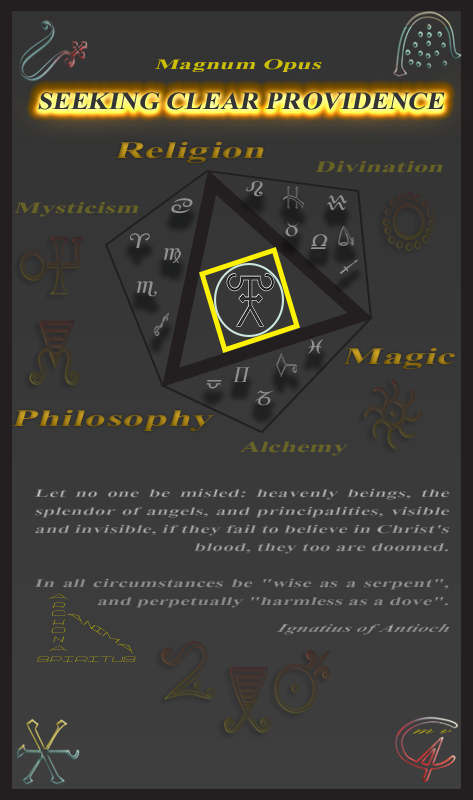 Magnum Opus
SEEKING CLEAR PROVIDENCE
Religion
Divination
Mysticism
Magic
Philosophy
Alchemy
Let no one be misled: heavenly beings, the
splendor of angels, and principalities, visible
and invisible, if they fail to believe in Christ's
blood, they too are doomed.
In all circumstances be "wise as a serpent",
and perpetually "harmless as a dove".
Ignatius of Antioch
ANIMA
SPIRITUS
m v